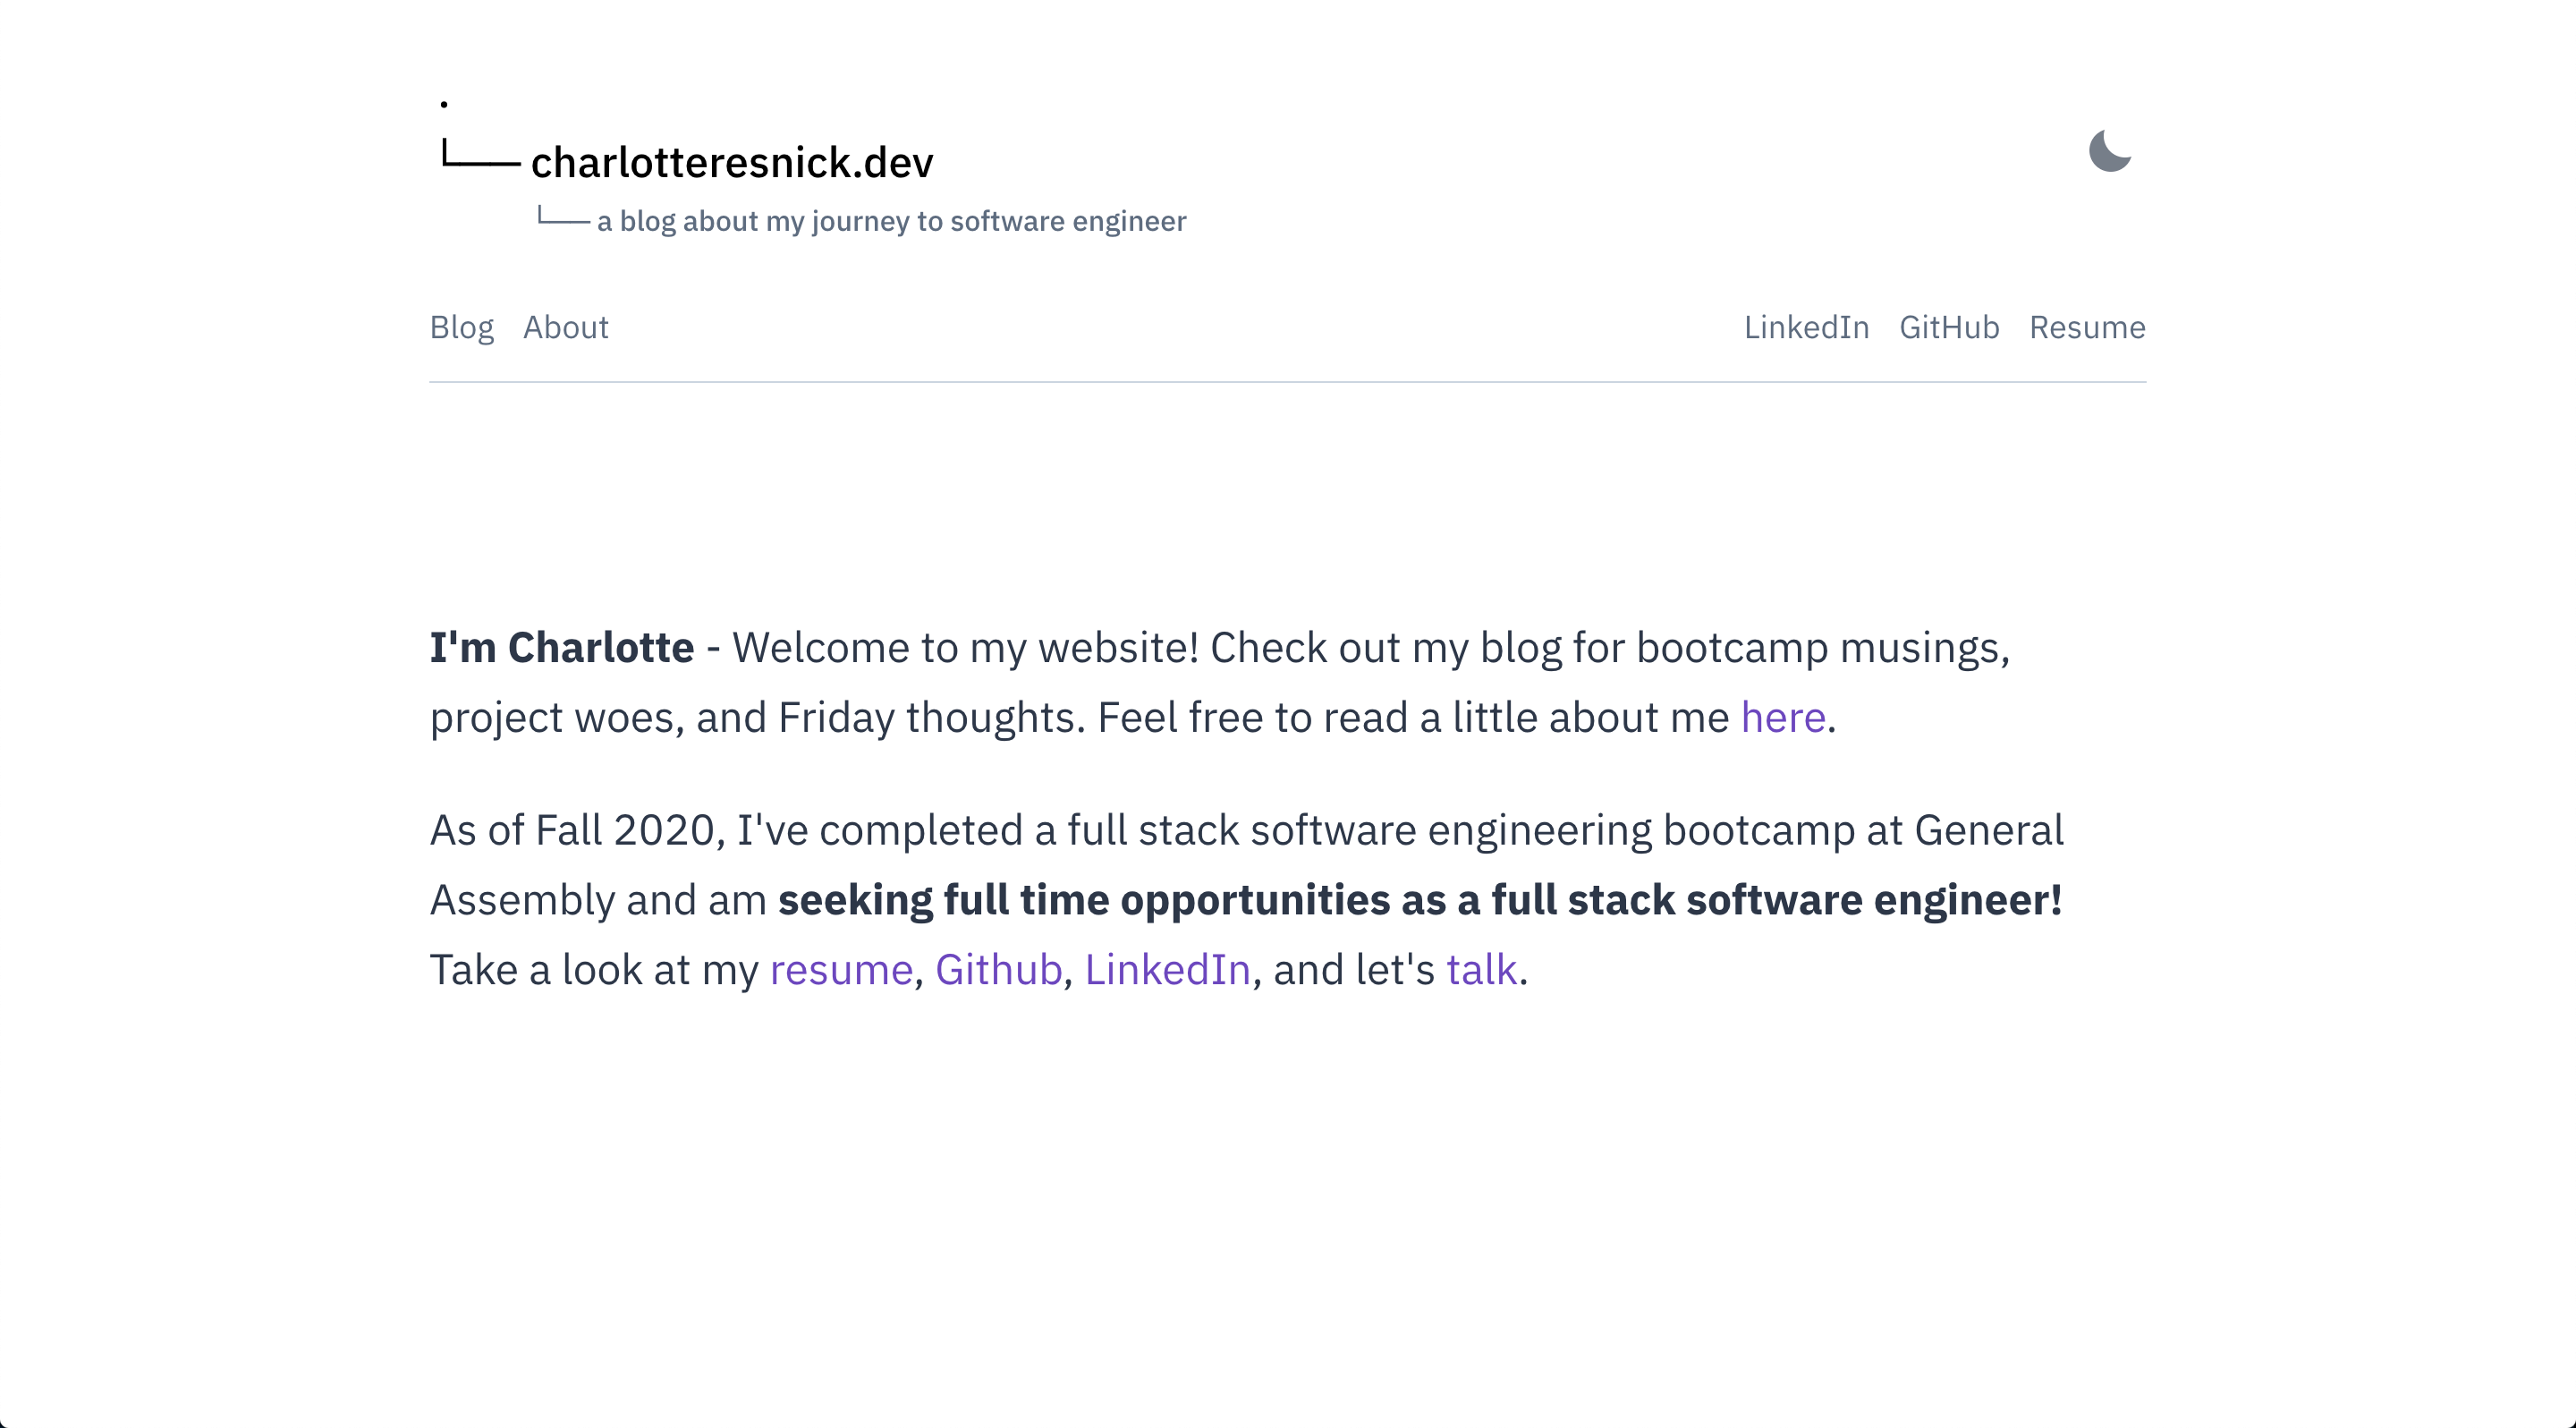 .
└── charlotteresnick.dev
└── a blog about my journey to software engineer
Blog About LinkedIn GitHub Resume
I'm Charlotte - Welcome to my website! Check out my blog for bootcamp musings,
project woes, and Friday thoughts. Feel free to read a little about me here.
As of Fall 2020, I've completed a full stack software engineering bootcamp at General
Assembly and am seeking full time opportunities as a full stack software engineer!
Take a look at my resume, Github, LinkedIn, and let's talk.